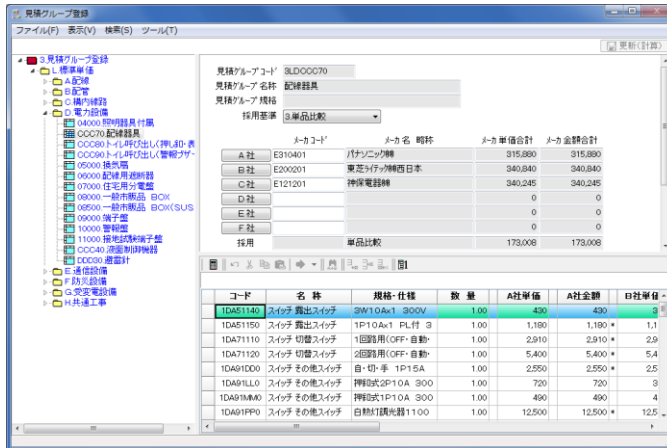 見積グループ登録
ファイル(F) 表示(V) 検索(S) ツール(T)
更新(計算)
3.見積グループ登録
L.標準単価
A.配線
B.配管
C.構内線路
D.電力設備
04000.照明器具付属
CCC70.配線器具
CCC80.トイレ呼び出し(押し釦・表
CCC90.トイレ呼び出し(警報ブザー
05000.換気扇
06000.配線用遮断器
07000.住宅用分電盤
08000.一般市販品 BOX
08500.一般市販品 BOX(SUS
09000.端子盤
10000.警報盤
11000.接地試験端子盤
CCC40.液面制御機器
DDD80.避雷針
E.通信設備
F.防災設備
G.受変電設備
H.共通工事
見積グループコード 3LDCCC70
見積グループ名称 配線器具
見積グループ規格
採用基準 3.単品比較
メーカコード メーカ名 略称 メーカ単価合計 メーカ金額合計
A 社 E310401 パナソニック㈱ 315,880 315,880
B 社 E200201 東芝ライテック㈱西日本 340,840 340,840
C 社 E121201 神保電器㈱ 340,245 340,245
D 社 0 0
E 社 0 0
F 社 0 0
採用 単品比較 173,008 173,008
コード 名 称 規格・仕様 数 量 A社単価 A社金額 B社単価
1DA51140 スイッチ 露出スイッチ 3W10A×1 300V 1.00 430 430 3
1DA51150 スイッチ 露出スイッチ 1P10A×1 PL付 3 1.00 1,180 1,180 * 1,1
1DA71110 スイッチ 切替スイッチ 1回路用(OFF・自動・ 1.00 2,910 2,910 * 2,9
1DA71120 スイッチ 切替スイッチ 2回路用(OFF・自動・ 1.00 5,400 5,400 * 5,4
1DA91DD0 スイッチ その他スイッチ 自・切・手 1P15A 1.00 2,550 2,550 * 2,5
1DA91LL0 スイッチ その他スイッチ 押釦式2P10A 300 1.00 720 720 3
1DA91MM0 スイッチ その他スイッチ 押釦式1P10A 300 1.00 490 490 4
1DA91PP0 スイッチ その他スイッチ 白熱灯調光器1100 1.00 12,500 12,500 * 12,5